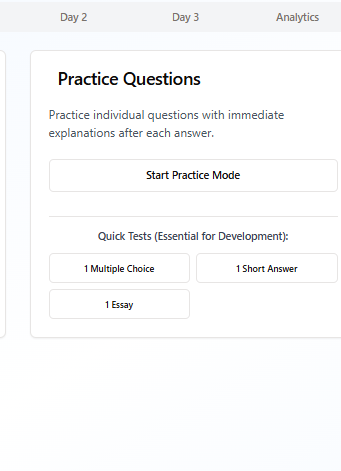 Day 2 Day 3 Analytics
Practice Questions
Practice individual questions with immediate
explanations after each answer.
Start Practice Mode
Quick Tests (Essential for Development):
1 Multiple Choice 1 Short Answer
1 Essay